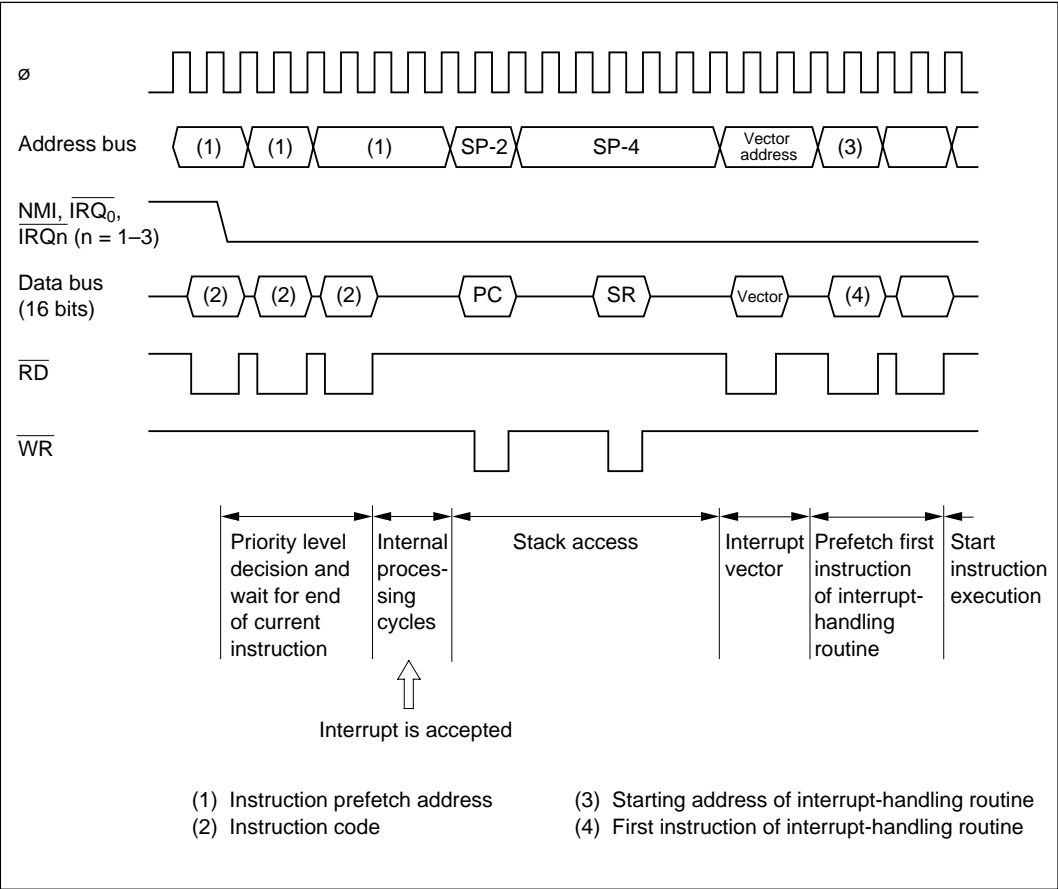 ø
Address bus
(1) (1) (1) SP-2 SP-4 Vector address (3)
NMI, IRQ0,
IRQn (n = 1–3)
Data bus
(16 bits)
(2) (2) (2) PC SR Vector (4)
RD
WR
Priority level
decision and
wait for end
of current
instruction
Internal
proces-
sing
cycles
Stack access
Interrupt
vector
Prefetch first
instruction
of interrupt-
handling
routine
Start
instruction
execution
Interrupt is accepted
(1) Instruction prefetch address
(2) Instruction code
(3) Starting address of interrupt-handling routine
(4) First instruction of interrupt-handling routine